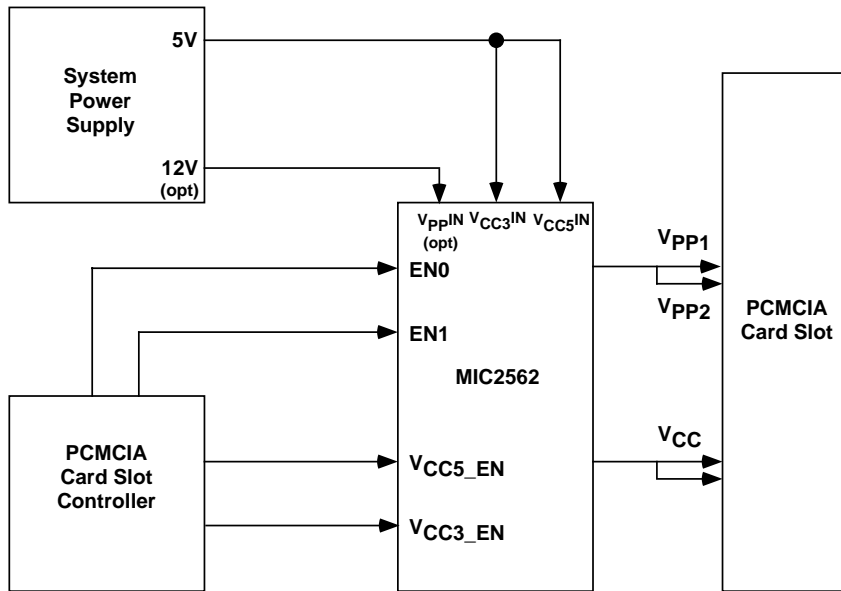 5V
System
Power
Supply
12V
(opt)
VPPIN VCC3IN VCC5IN
(opt)
EN0
EN1
MIC2562
VCC5_EN
VCC3_EN
PCMCIA
Card Slot
Controller
VPP1
VPP2
VCC
PCMCIA
Card Slot